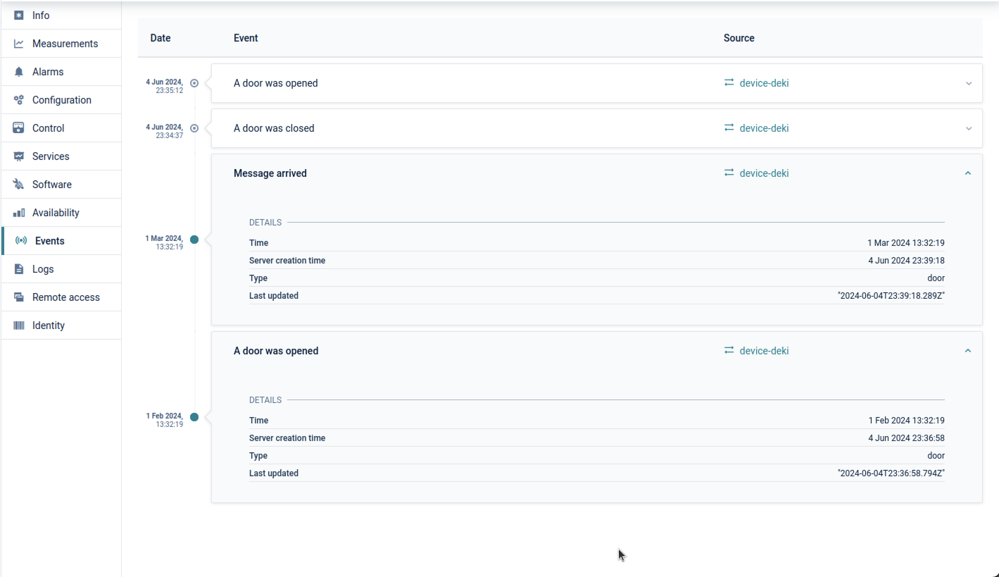 Info
Measurements
Alarms
Configuration
Control
Services
Software
Availability
Events
Logs
Remote access
Identity
Date Event Source
4 Jun 2024,
23:35:12
A door was opened device-deki
4 Jun 2024,
23:34:37
A door was closed device-deki
Message arrived device-deki
1 Mar 2024,
13:32:19
DETAILS
Time 1 Mar 2024 13:32:19
Server creation time 4 Jun 2024 23:39:18
Type door
Last updated "2024-06-04T23:39:18.289Z"
A door was opened device-deki
1 Feb 2024,
13:32:19
DETAILS
Time 1 Feb 2024 13:32:19
Server creation time 4 Jun 2024 23:36:58
Type door
Last updated "2024-06-04T23:36:58.794Z"